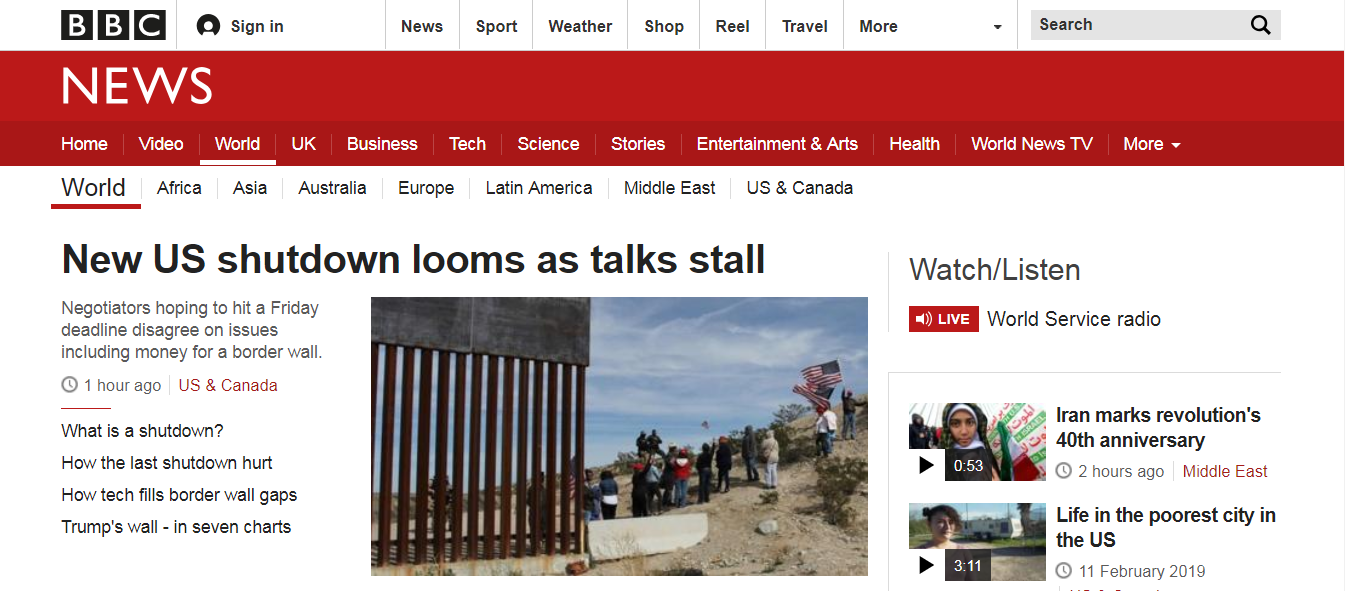 BBC
Sign in
News
Sport
Weather
Shop
Reel
Travel
More
Search
NEWS
Home
Video
World
UK
Business
Tech
Science
Stories
Entertainment & Arts
Health
World News TV
More
World
Africa
Asia
Australia
Europe
Latin America
Middle East
US & Canada
New US shutdown looms as talks stall
Negotiators hoping to hit a Friday
deadline disagree on issues
including money for a border wall.
1 hour ago
US & Canada
What is a shutdown?
How the last shutdown hurt
How tech fills border wall gaps
Trump's wall - in seven charts
Watch/Listen
LIVE
World Service radio
0:53
Iran marks revolution's
40th anniversary
2 hours ago
Middle East
3:11
Life in the poorest city in
the US
11 February 2019